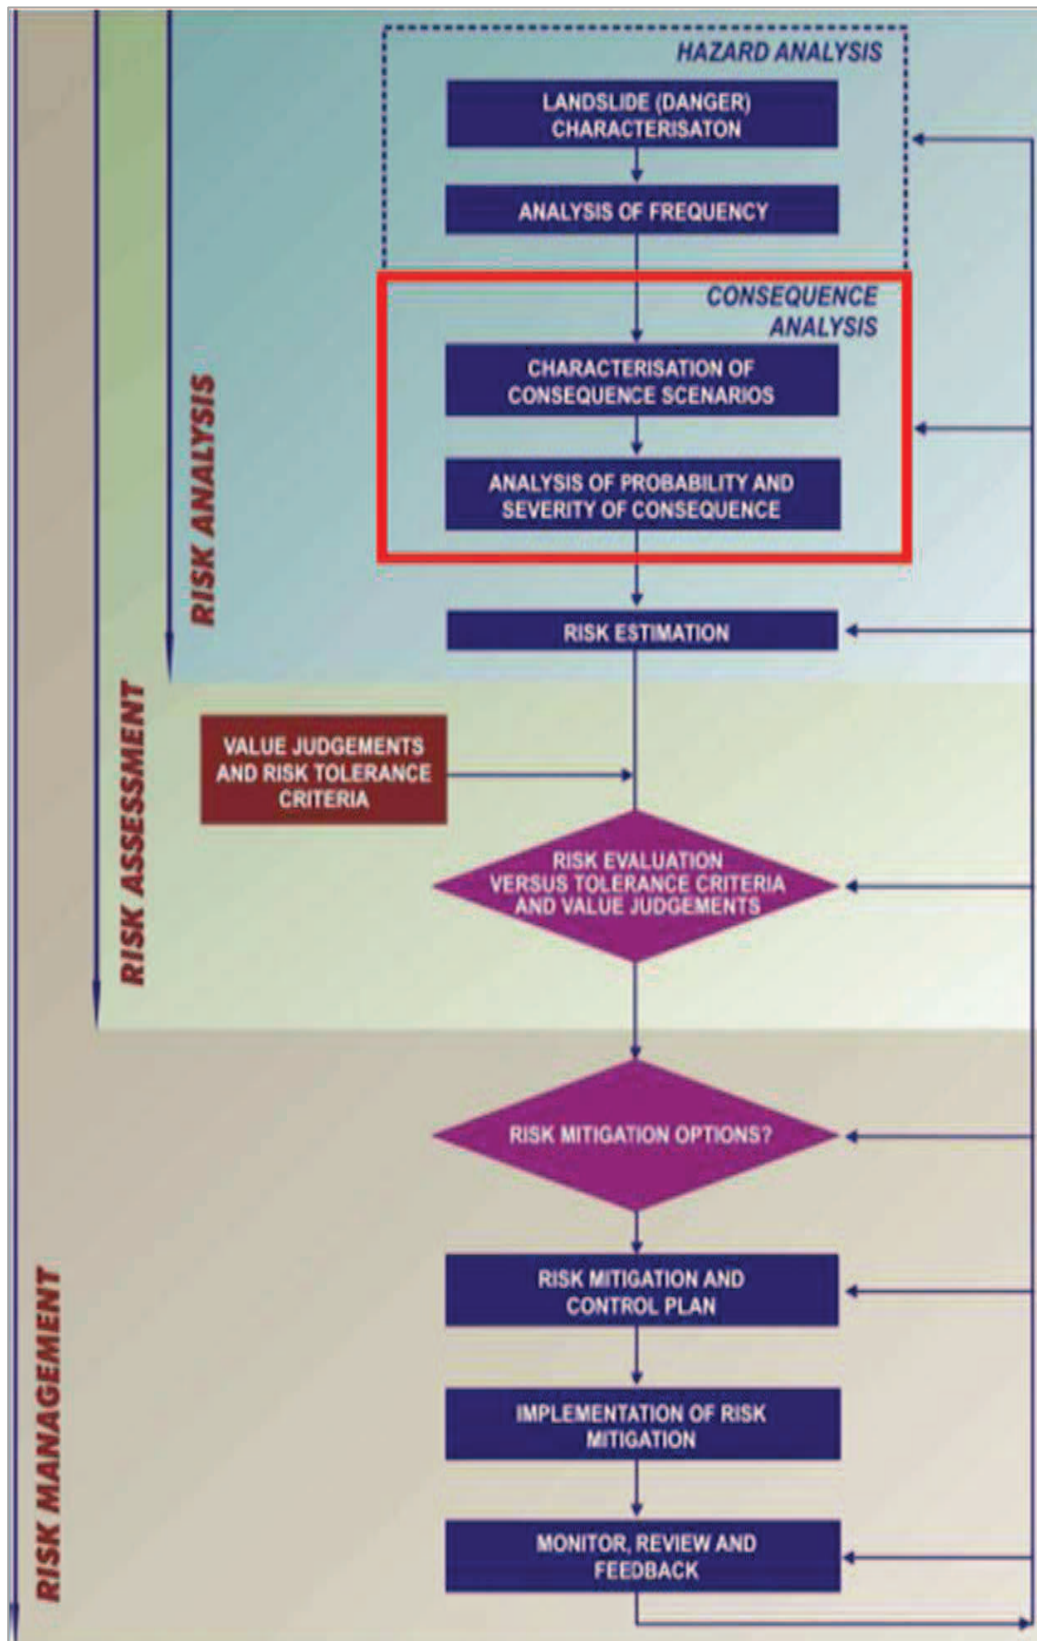 HAZARD ANALYSIS
LANDSLIDE (DANGER)
CHARACTERISATON
ANALYSIS OF FREQUENCY
CONSEQUENCE
ANALYSIS
CHARACTERISATION OF
CONSEQUENCE SCENARIOS
ANALYSIS OF PROBABILITY AND
SEVERITY OF CONSEQUENCE
RISK ESTIMATION
RISK ANALYSIS
VALUE JUDGEMENTS
AND RISK TOLERANCE
CRITERIA
RISK EVALUATION
VERSUS TOLERANCE CRITERIA
AND VALUE JUDGEMENTS
RISK ASSESSMENT
RISK MITIGATION OPTIONS?
RISK MITIGATION AND
CONTROL PLAN
IMPLEMENTATION OF RISK
MITIGATION
MONITOR, REVIEW AND
FEEDBACK
RISK MANAGEMENT